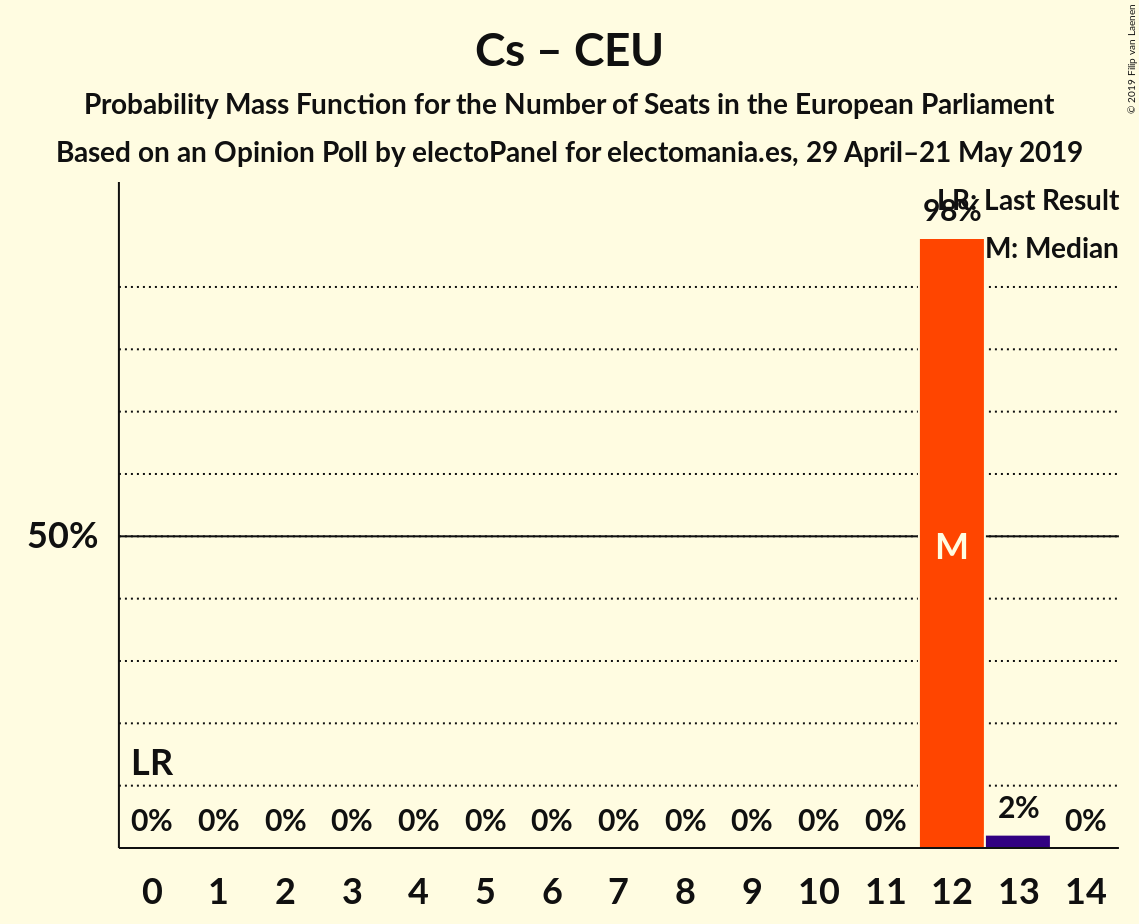 Cs – CEU
Probability Mass Function for the Number of Seats in the European Parliament
Based on an Opinion Poll by electoPanel for electomania.es, 29 April–21 May 2019
© 2019 Filip van Laenen
LR: Last Result
98%
M: Median
50%
M
LR
0% 0% 0% 0% 0% 0% 0% 0% 0% 0% 0% 0% 2% 0%
0 1 2 3 4 5 6 7 8 9 10 11 12 13 14